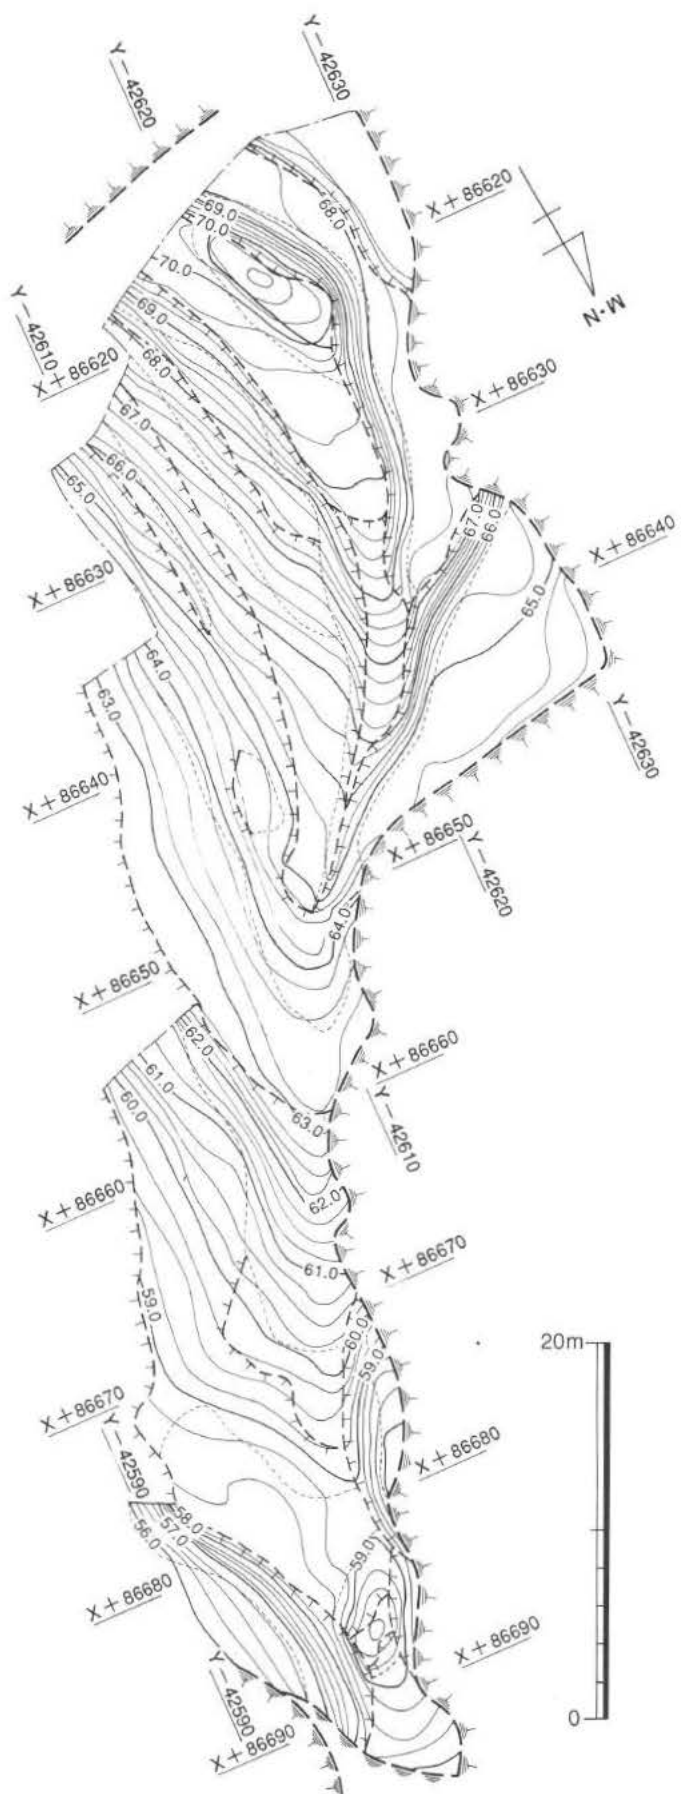 Y − 42620
Y − 42630
X + 86620
68.0
69.0
70.0
70.0
M·N
Y − 42610
69.0
X + 86620
68.0
X + 86630
67.0
66.0
65.0
67.0
66.0
X + 86640
X + 86630
65.0
64.0
63.0
Y − 42630
X + 86640
X + 86650
Y − 42620
64.0
X + 86650
62.0
X + 86660
61.0
60.0
63.0
Y − 42610
X + 86660
62.0
X + 86670
61.0
59.0
60.0
20m
59.0
X + 86670
Y − 42590
X + 86680
58.0
57.0
56.0
59.0
X + 86680
X + 86690
Y − 42590
0
X + 86690